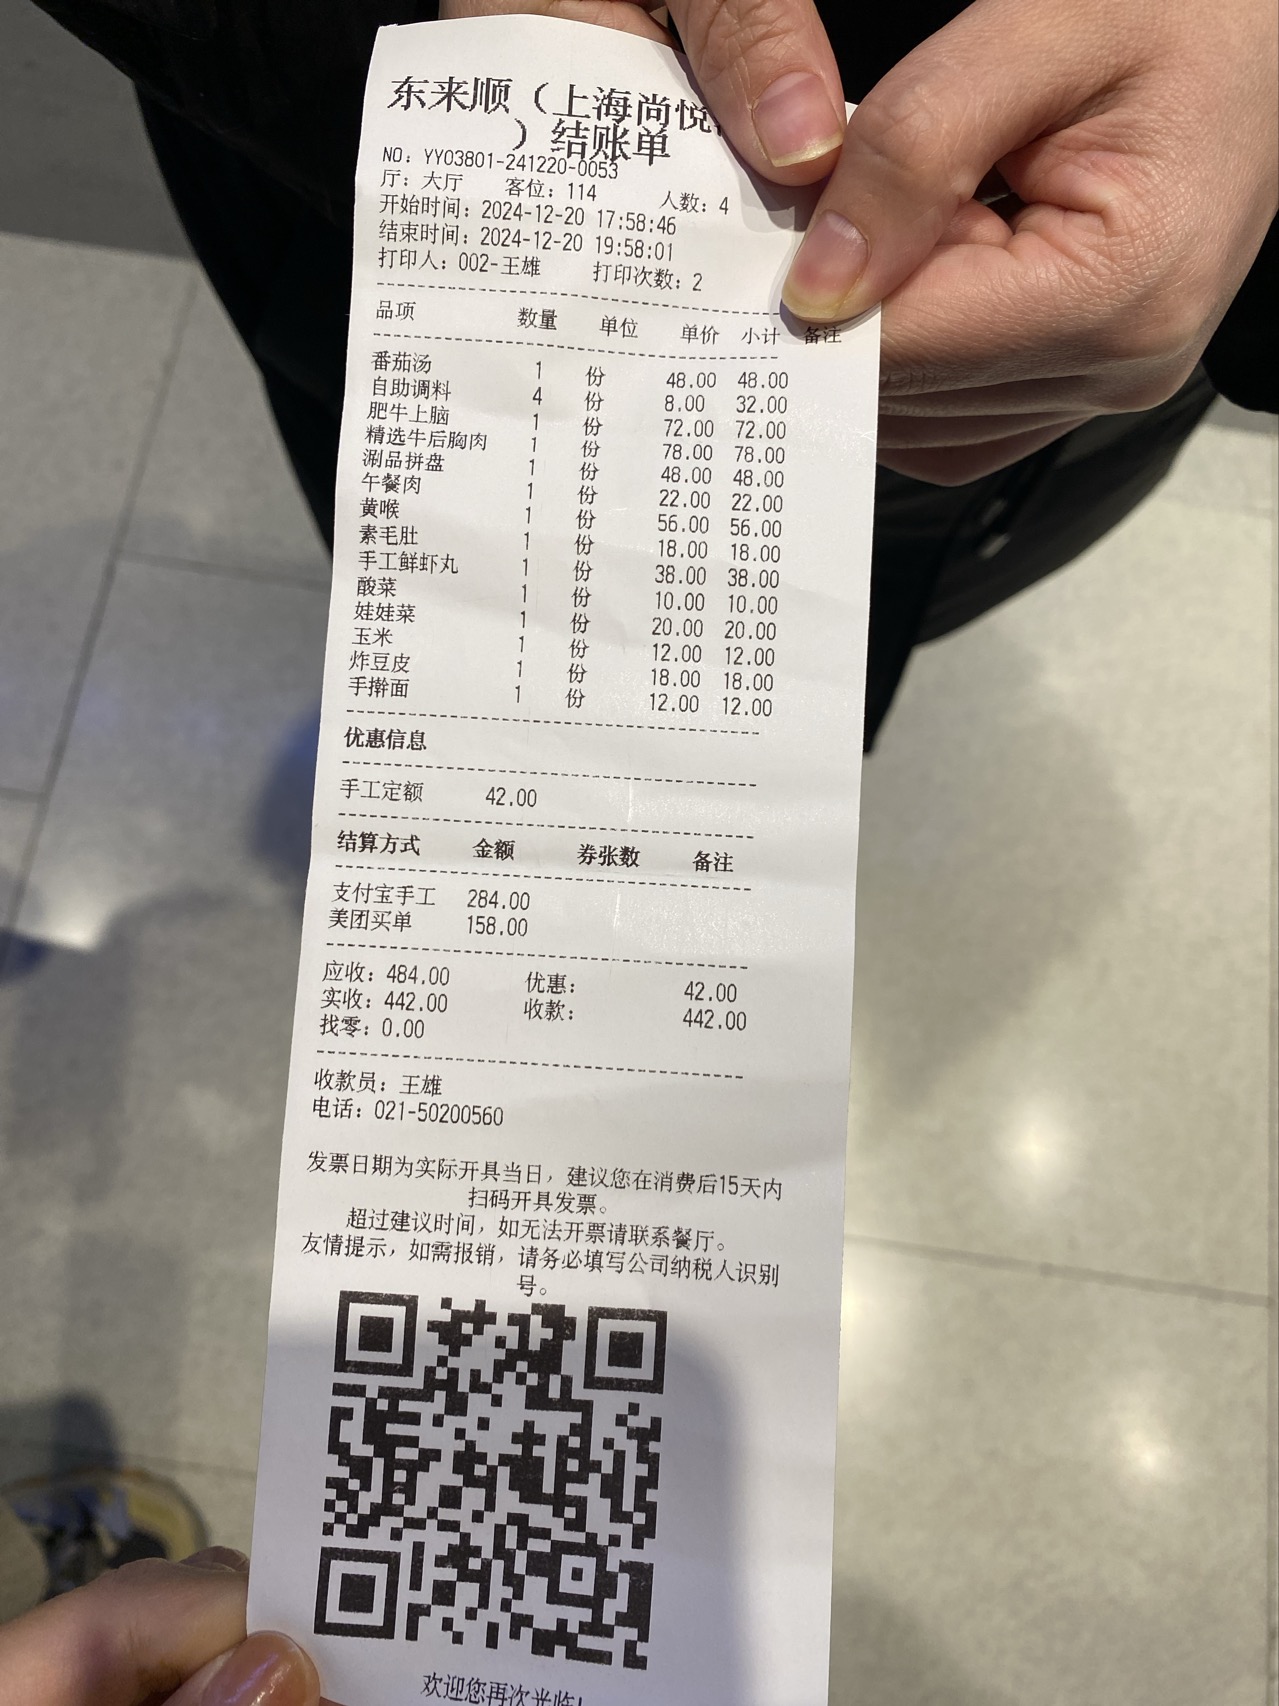 东来顺（上海尚悦
）结账单
NO：YY03801-241220-0053
厅：大厅 客位：114 人数：4
开始时间：2024-12-20 17:58:46
结束时间：2024-12-20 19:58:01
打印人：002-王雄 打印次数：2
品项 数量 单位 单价 小计 备注
番茄汤 1 份 48.00 48.00
自助调料 4 份 8.00 32.00
肥牛上脑 1 份 72.00 72.00
精选牛后胸肉 1 份 78.00 78.00
涮品拼盘 1 份 48.00 48.00
午餐肉 1 份 22.00 22.00
黄喉 1 份 56.00 56.00
素毛肚 1 份 18.00 18.00
手工鲜虾丸 1 份 38.00 38.00
酸菜 1 份 10.00 10.00
娃娃菜 1 份 20.00 20.00
玉米 1 份 12.00 12.00
炸豆皮 1 份 18.00 18.00
手擀面 1 份 12.00 12.00
优惠信息
手工定额 42.00
结算方式 金额 券张数 备注
支付宝手工 284.00
美团买单 158.00
应收：484.00 优惠： 42.00
实收：442.00 收款： 442.00
找零：0.00
收款员：王雄
电话：021-50200560
发票日期为实际开具当日，建议您在消费后15天内
扫码开具发票。
超过建议时间，如无法开票请联系餐厅。
友情提示，如需报销，请务必填写公司纳税人识别
号。
欢迎您再次光临!